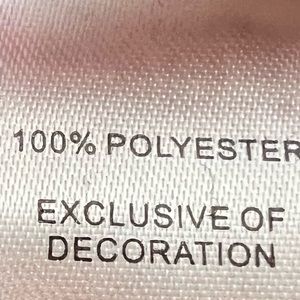 100% POLYESTER
EXCLUSIVE OF
DECORATION